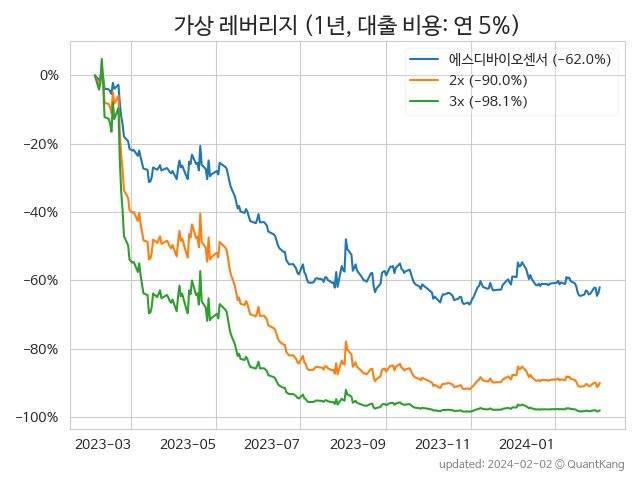 가상 레버리지 (1년, 대출 비용: 연 5%)
에스디바이오센서 (−62.0%)
2x (−90.0%)
3x (−98.1%)
0%
−20%
−40%
−60%
−80%
−100%
2023-03 2023-05 2023-07 2023-09 2023-11 2024-01
updated: 2024-02-02 © QuantKang